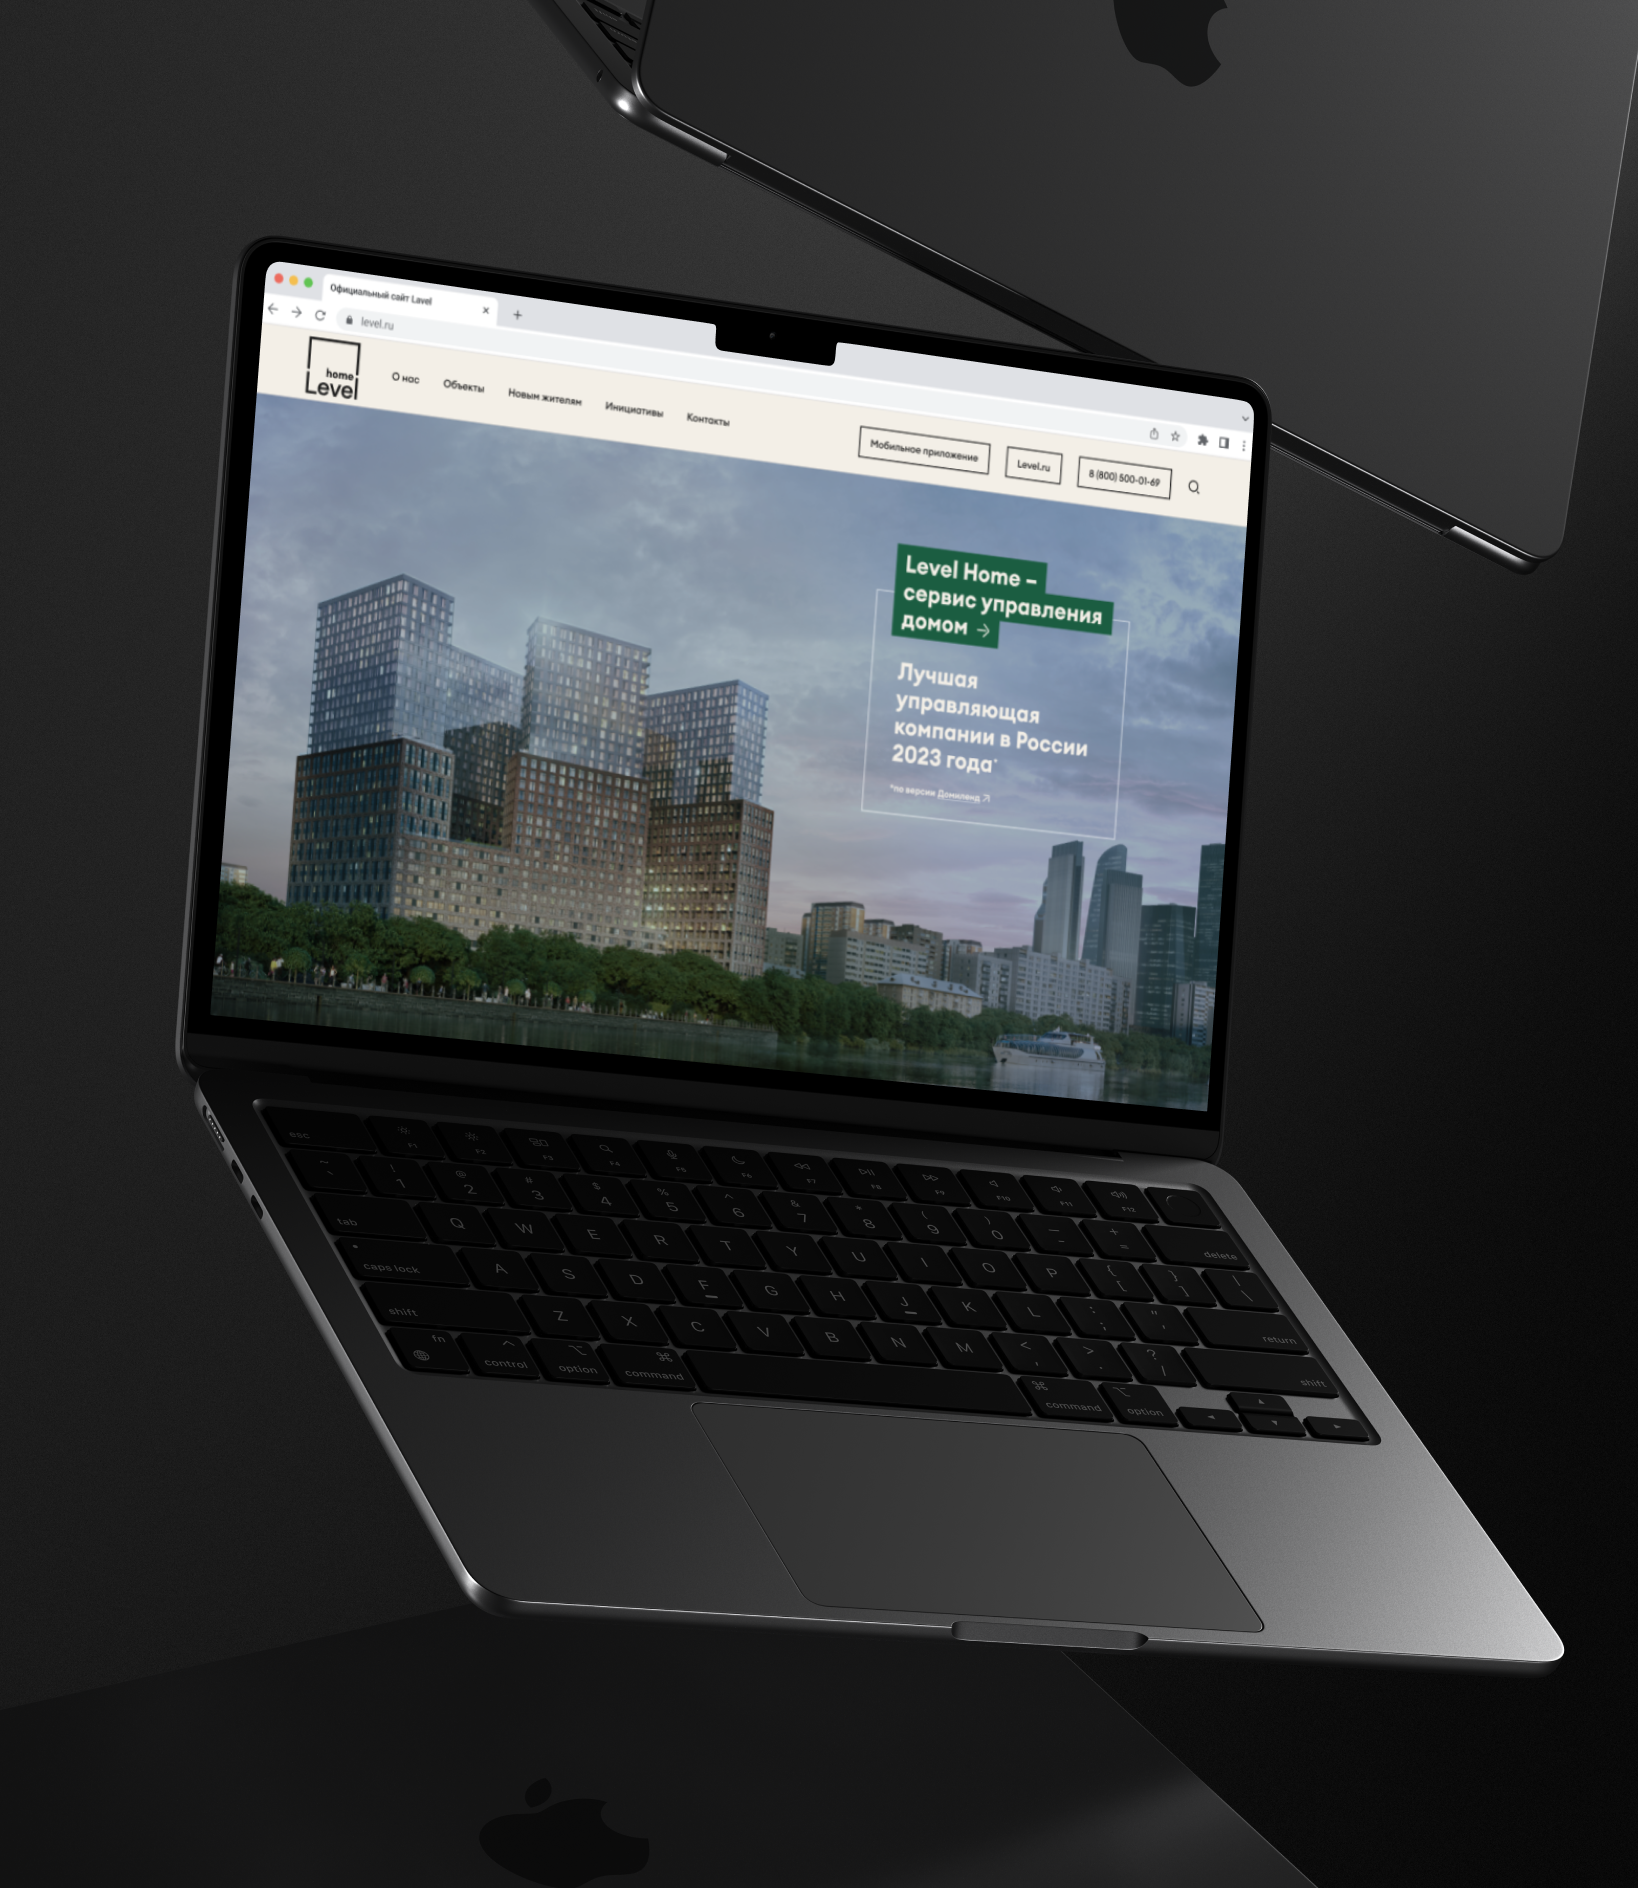 Официальный сайт Lavel
level.ru
home
Level
О нас
Объекты
Новым жителям
Инициативы
Контакты
Мобильное приложение
Level.ru
8 (800) 500-01-69
Level Home –
сервис управления
домом →
Лучшая
управляющая
компании в России
2023 года*
*по версии Домиленд ↗
esc
F1
F2
F3
F4
F5
F6
F7
F8
F9
F10
F11
F12
~ ! @ # $ % ^ & * ( ) — +
` 1 2 3 4 5 6 7 8 9 0 - =
delete
tab Q W E R T Y U I O P { [ } ] | \
caps lock A S D F G H J K L : ; " ' return
shift Z X C V B N M < , > . ? / shift
fn control option command command option